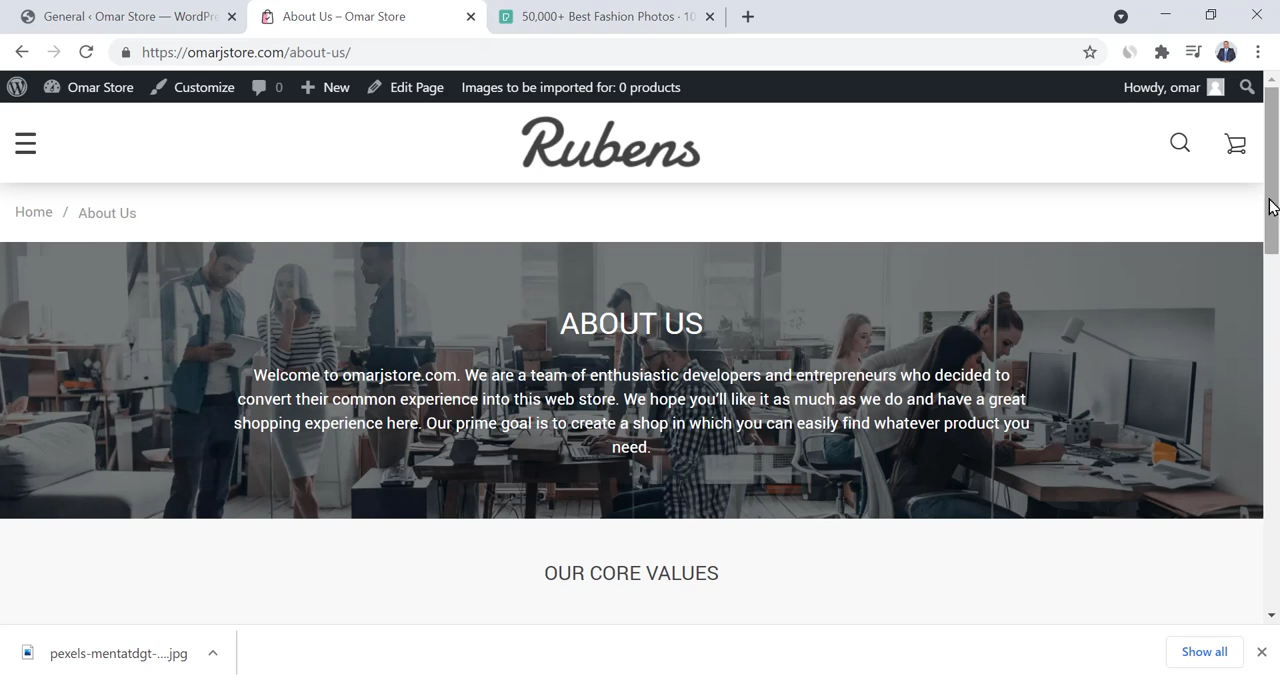 General ‹ Omar Store — WordPre
About Us – Omar Store
50,000+ Best Fashion Photos · 10
https://omarjstore.com/about-us/
Omar Store
Customize
0
New
Edit Page
Images to be imported for: 0 products
Howdy, omar
Rubens
Home / About Us
ABOUT US
Welcome to omarjstore.com. We are a team of enthusiastic developers and entrepreneurs who decided to
convert their common experience into this web store. We hope you'll like it as much as we do and have a great
shopping experience here. Our prime goal is to create a shop in which you can easily find whatever product you
need.
OUR CORE VALUES
pexels-mentatdgt-....jpg
Show all